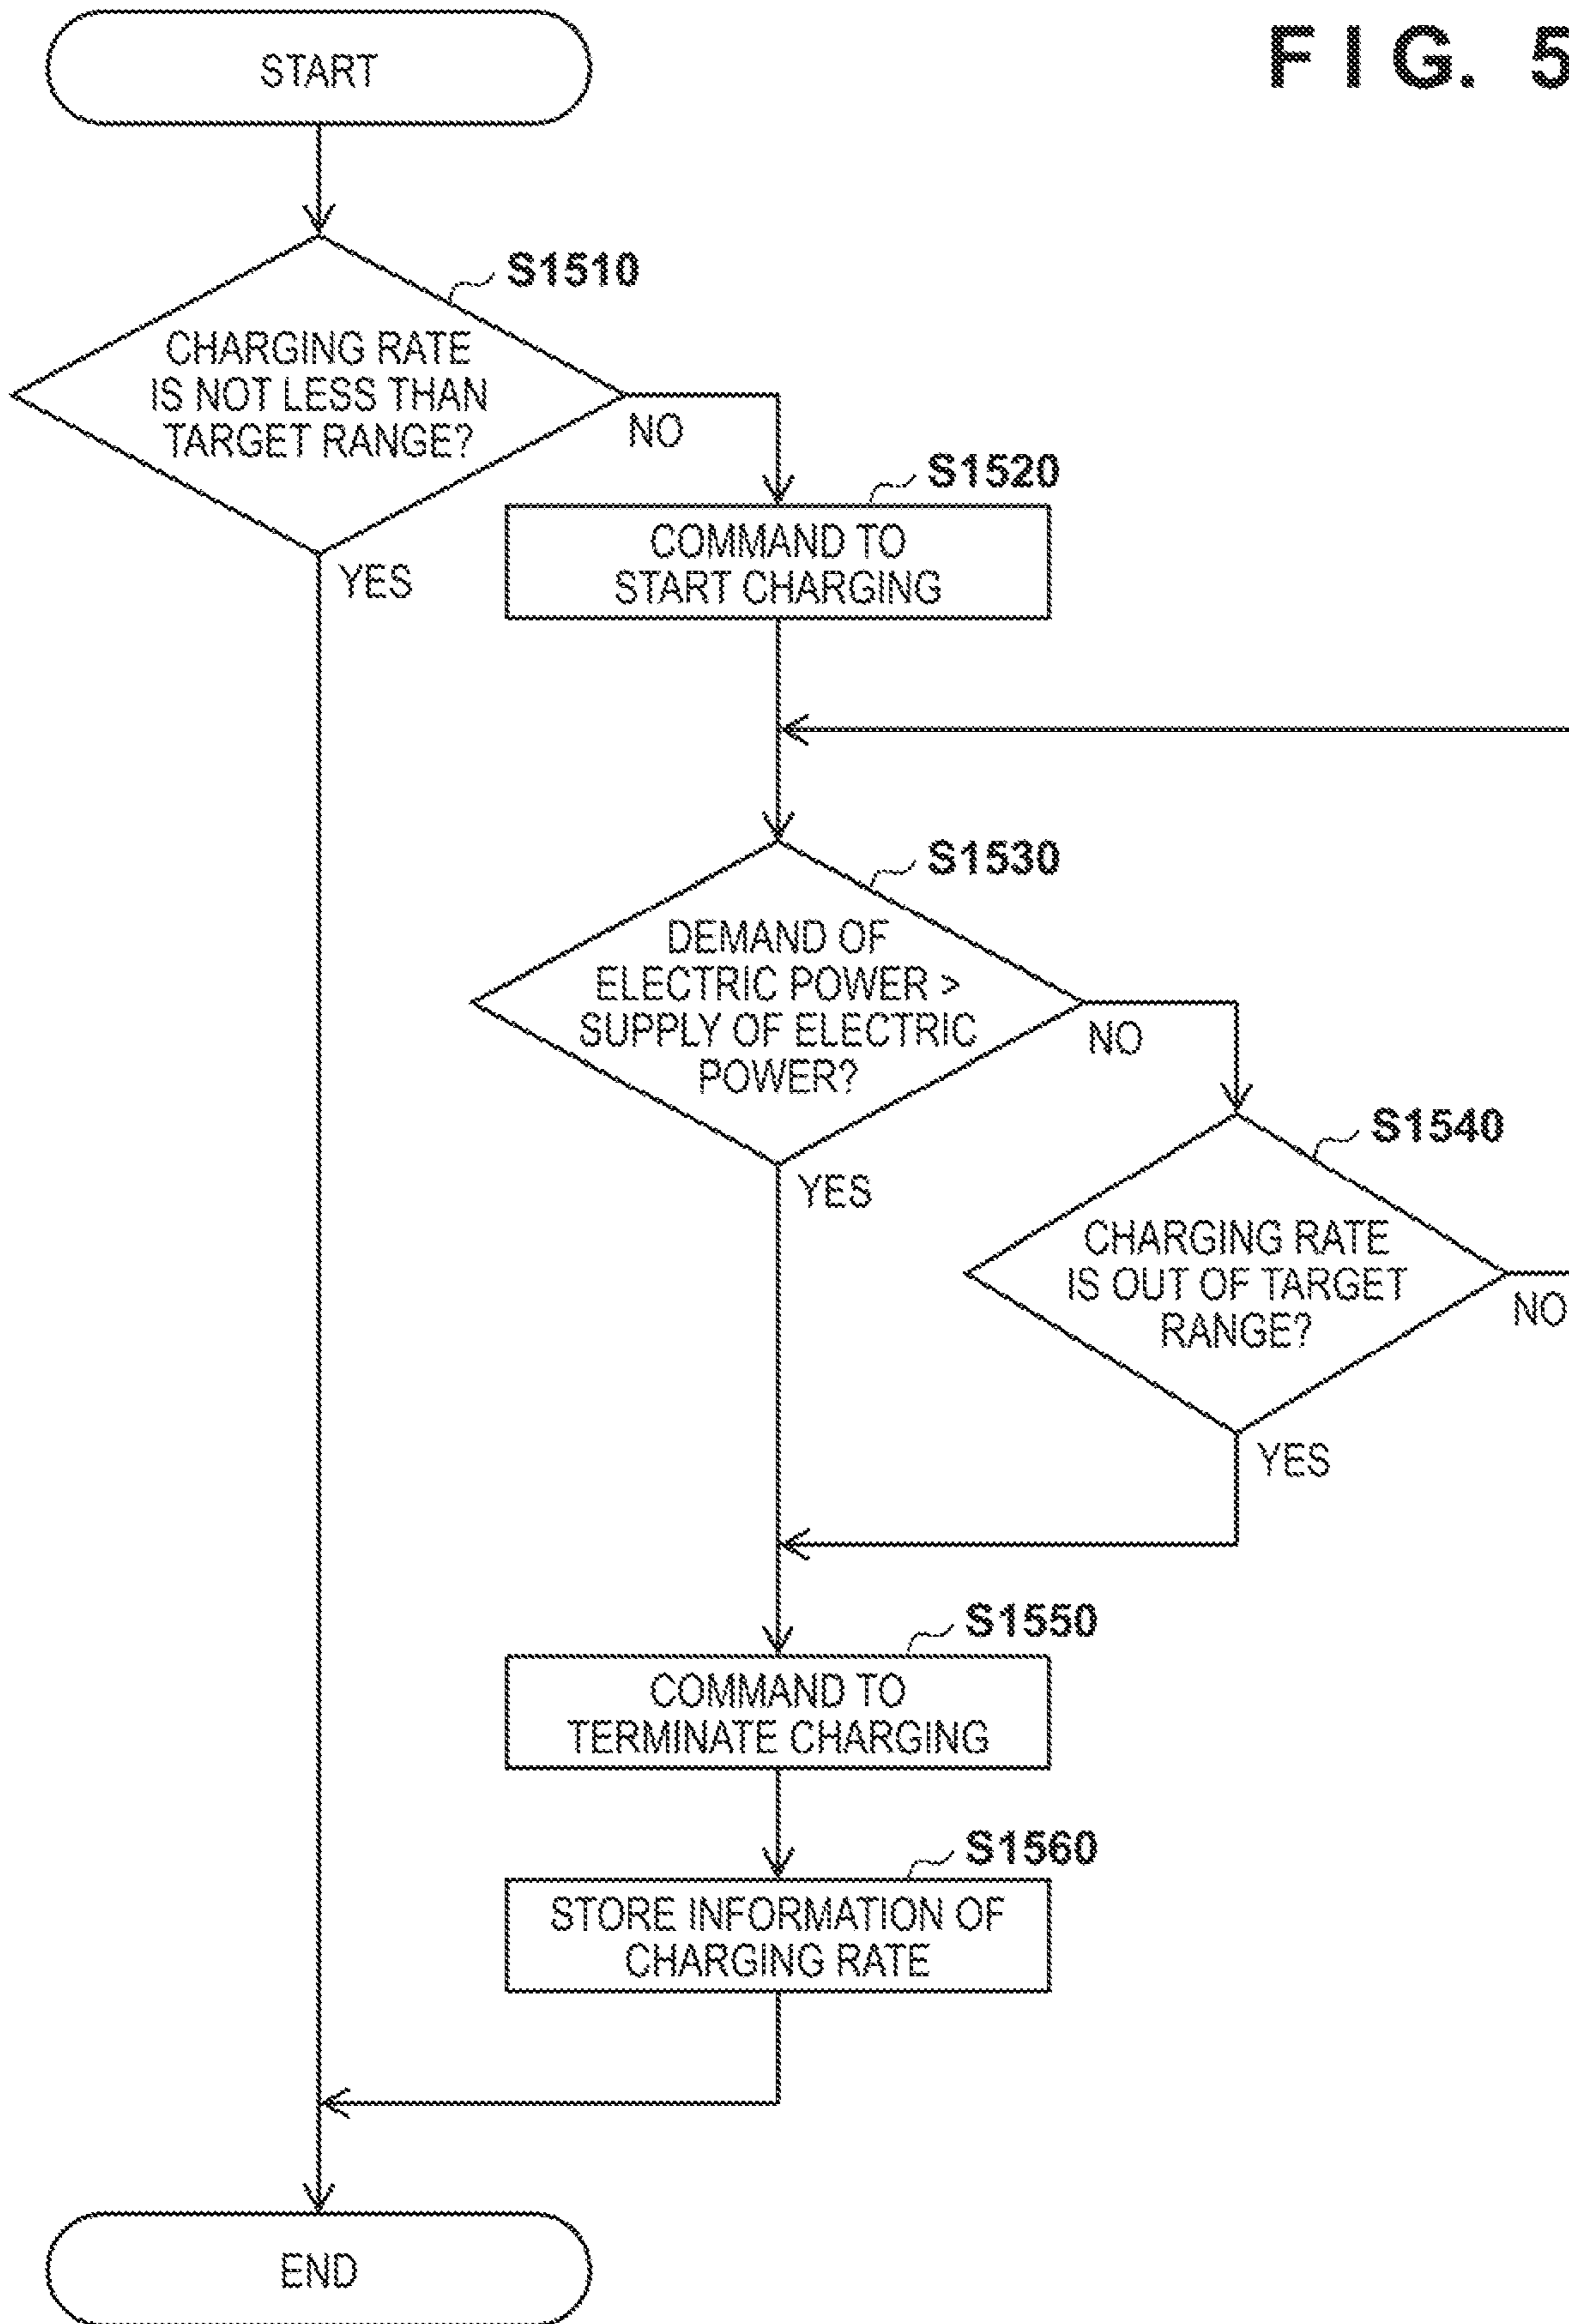 FIG. 5
START
S1510
CHARGING RATE
IS NOT LESS THAN
TARGET RANGE?
NO
YES
S1520
COMMAND TO
START CHARGING
S1530
DEMAND OF
ELECTRIC POWER >
SUPPLY OF ELECTRIC
POWER?
NO
YES
S1540
CHARGING RATE
IS OUT OF TARGET
RANGE?
NO
YES
S1550
COMMAND TO
TERMINATE CHARGING
S1560
STORE INFORMATION OF
CHARGING RATE
END